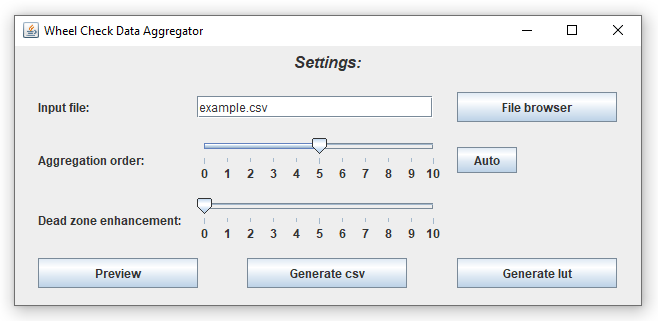 Wheel Check Data Aggregator
Settings:
Input file: example.csv File browser
Aggregation order: Auto
0 1 2 3 4 5 6 7 8 9 10
Dead zone enhancement:
0 1 2 3 4 5 6 7 8 9 10
Preview Generate csv Generate lut